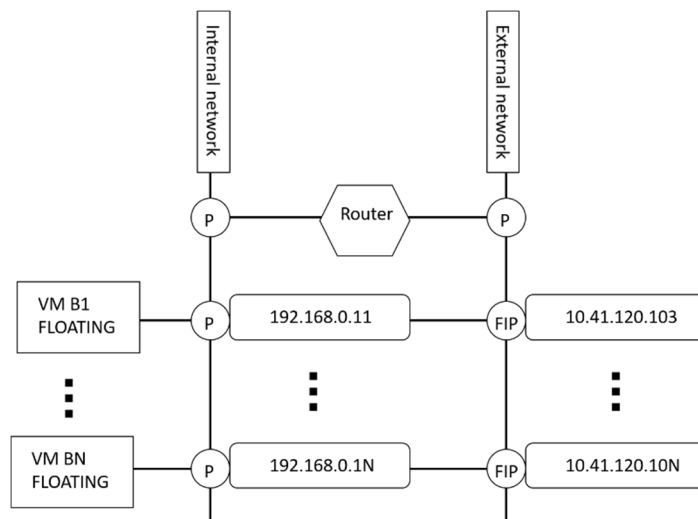 Internal network
External network
P
Router
P
VM B1
FLOATING
P
192.168.0.11
FIP
10.41.120.103
VM BN
FLOATING
P
192.168.0.1N
FIP
10.41.120.10N